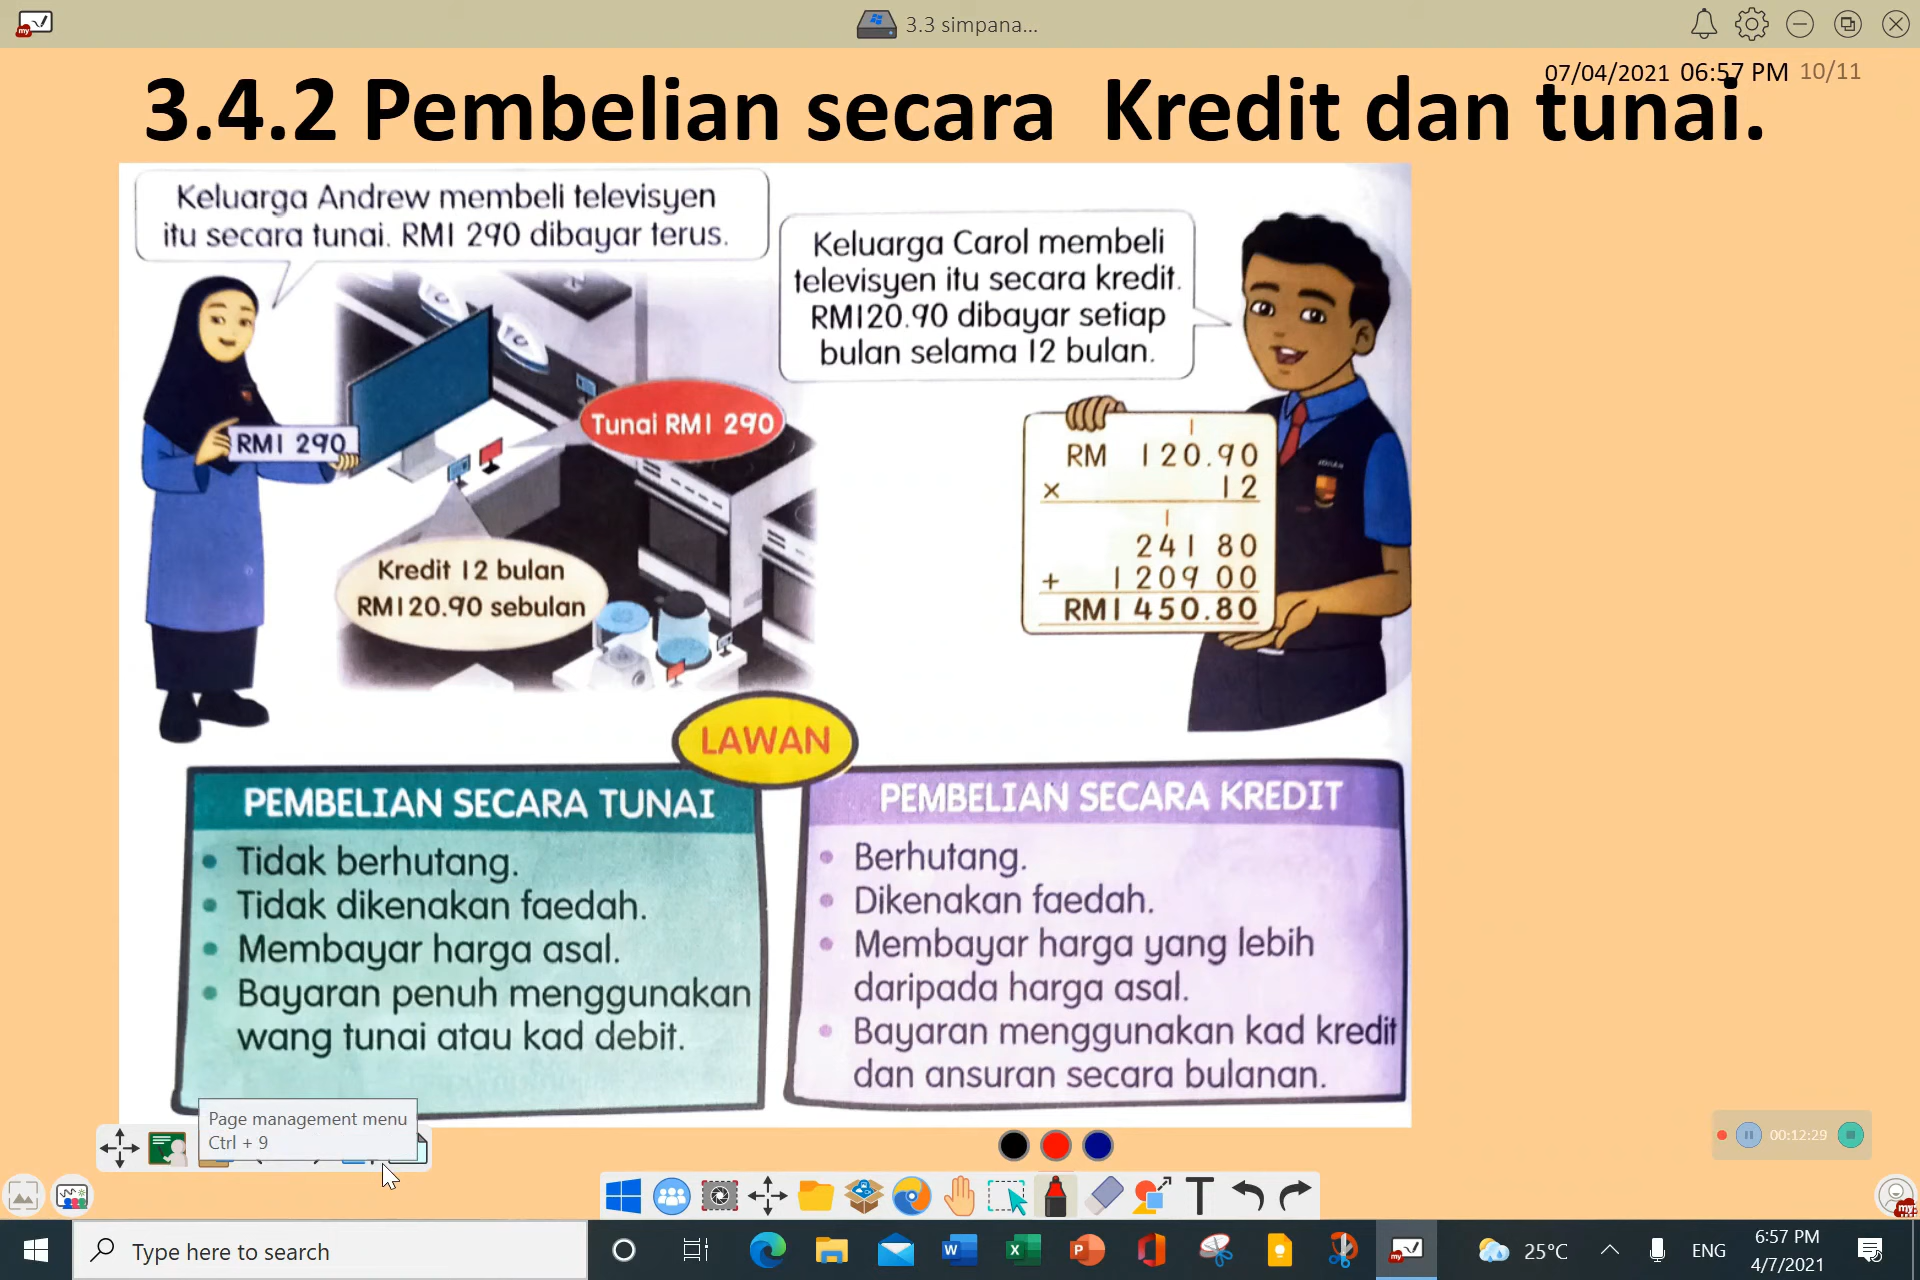 3.3 simpana...
07/04/2021 06:57 PM 10/11
3.4.2 Pembelian secara Kredit dan tunai.
Keluarga Andrew membeli televisyen
itu secara tunai. RM1 290 dibayar terus.
Keluarga Carol membeli
televisyen itu secara kredit.
RM120.90 dibayar setiap
bulan selama 12 bulan.
RM1 290
Tunai RM1 290
Kredit 12 bulan
RM120.90 sebulan
1
RM 120.90
× 12
1
241 80
+ 1 209 00
RM1 450.80
LAWAN
PEMBELIAN SECARA TUNAI
• Tidak berhutang.
• Tidak dikenakan faedah.
• Membayar harga asal.
• Bayaran penuh menggunakan
wang tunai atau kad debit.
PEMBELIAN SECARA KREDIT
• Berhutang.
• Dikenakan faedah.
• Membayar harga yang lebih
daripada harga asal.
• Bayaran menggunakan kad kredit
dan ansuran secara bulanan.
Page management menu
Ctrl + 9
00:12:29
Type here to search
25°C
ENG
6:57 PM
4/7/2021